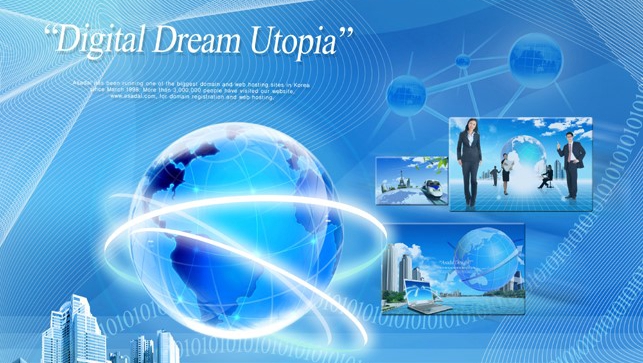 “Digital Dream Utopia”
Asadal has been running one of the biggest domain and web hosting sites in Korea
since March 1998. More than 3,000,000 people have visited our website,
www.asadal.com, for domain registration and web hosting.